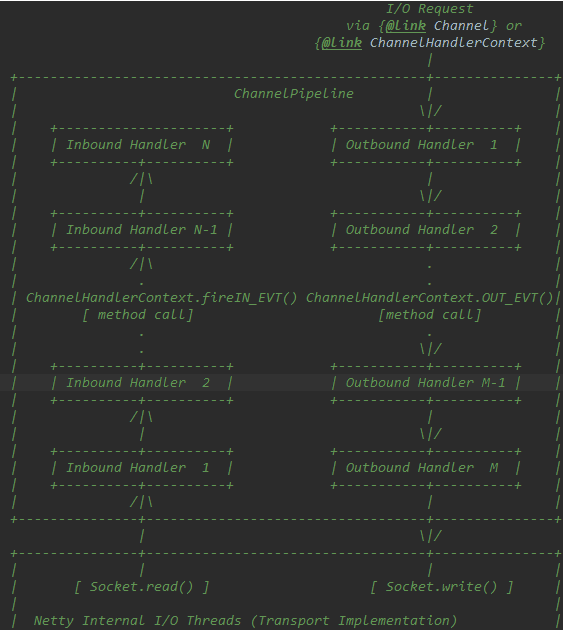 I/O Request
                                            via {@link Channel} or
                                        {@link ChannelHandlerContext}
                                                      |
  +---------------------------------------------------+---------------+
  |                           ChannelPipeline         |               |
  |                                                  \|/              |
  |    +---------------------+            +-----------+----------+    |
  |    | Inbound Handler  N  |            | Outbound Handler  1  |    |
  |    +----------+----------+            +-----------+----------+    |
  |              /|\                                  |               |
  |               |                                  \|/              |
  |    +----------+----------+            +-----------+----------+    |
  |    | Inbound Handler N-1 |            | Outbound Handler  2  |    |
  |    +----------+----------+            +-----------+----------+    |
  |              /|\                                  .               |
  |               .                                   .               |
  | ChannelHandlerContext.fireIN_EVT() ChannelHandlerContext.OUT_EVT()|
  |        [ method call]                       [method call]         |
  |               .                                   .               |
  |               .                                  \|/              |
  |    +----------+----------+            +-----------+----------+    |
  |    | Inbound Handler  2  |            | Outbound Handler M-1 |    |
  |    +----------+----------+            +-----------+----------+    |
  |              /|\                                  |               |
  |               |                                  \|/              |
  |    +----------+----------+            +-----------+----------+    |
  |    | Inbound Handler  1  |            | Outbound Handler  M  |    |
  |    +----------+----------+            +-----------+----------+    |
  |              /|\                                  |               |
  +---------------+-----------------------------------+---------------+
                  |                                  \|/
  +---------------+-----------------------------------+---------------+
  |               |                                   |               |
  |       [ Socket.read() ]                    [ Socket.write() ]     |
  |                                                                   |
  |  Netty Internal I/O Threads (Transport Implementation)            |